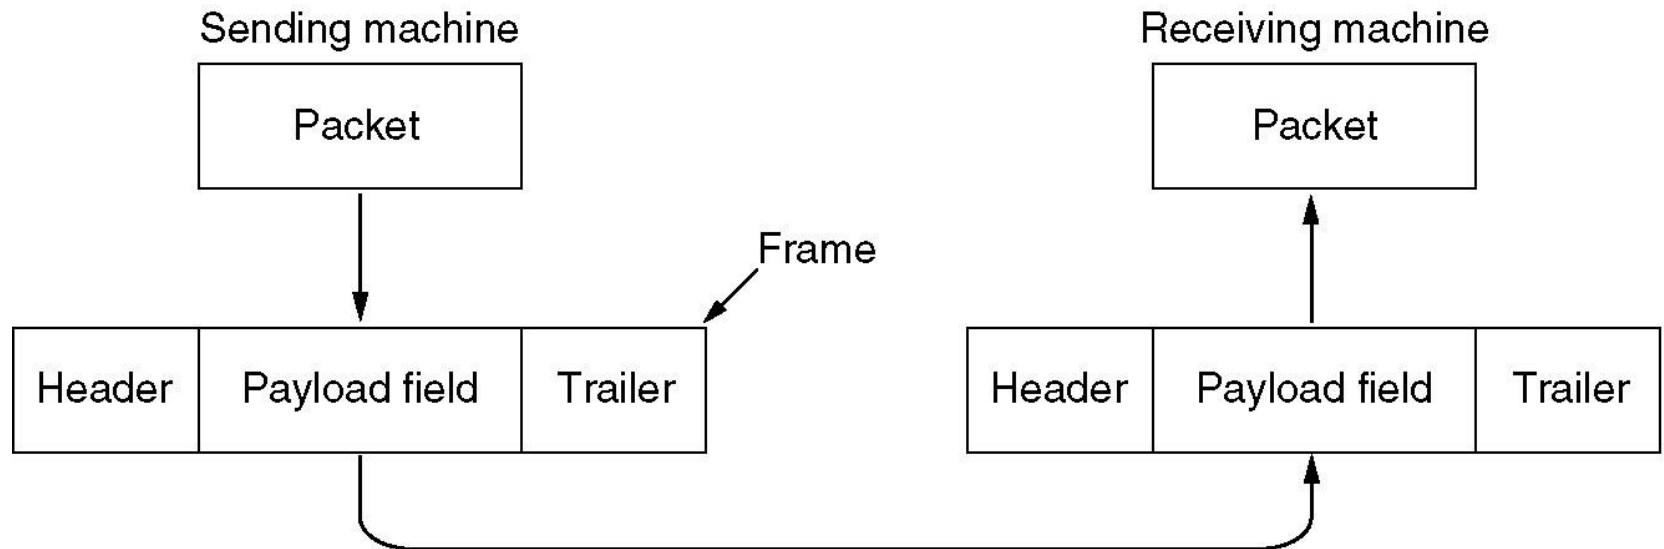 Sending machine
Receiving machine
Packet
Packet
Frame
Header
Payload field
Trailer
Header
Payload field
Trailer